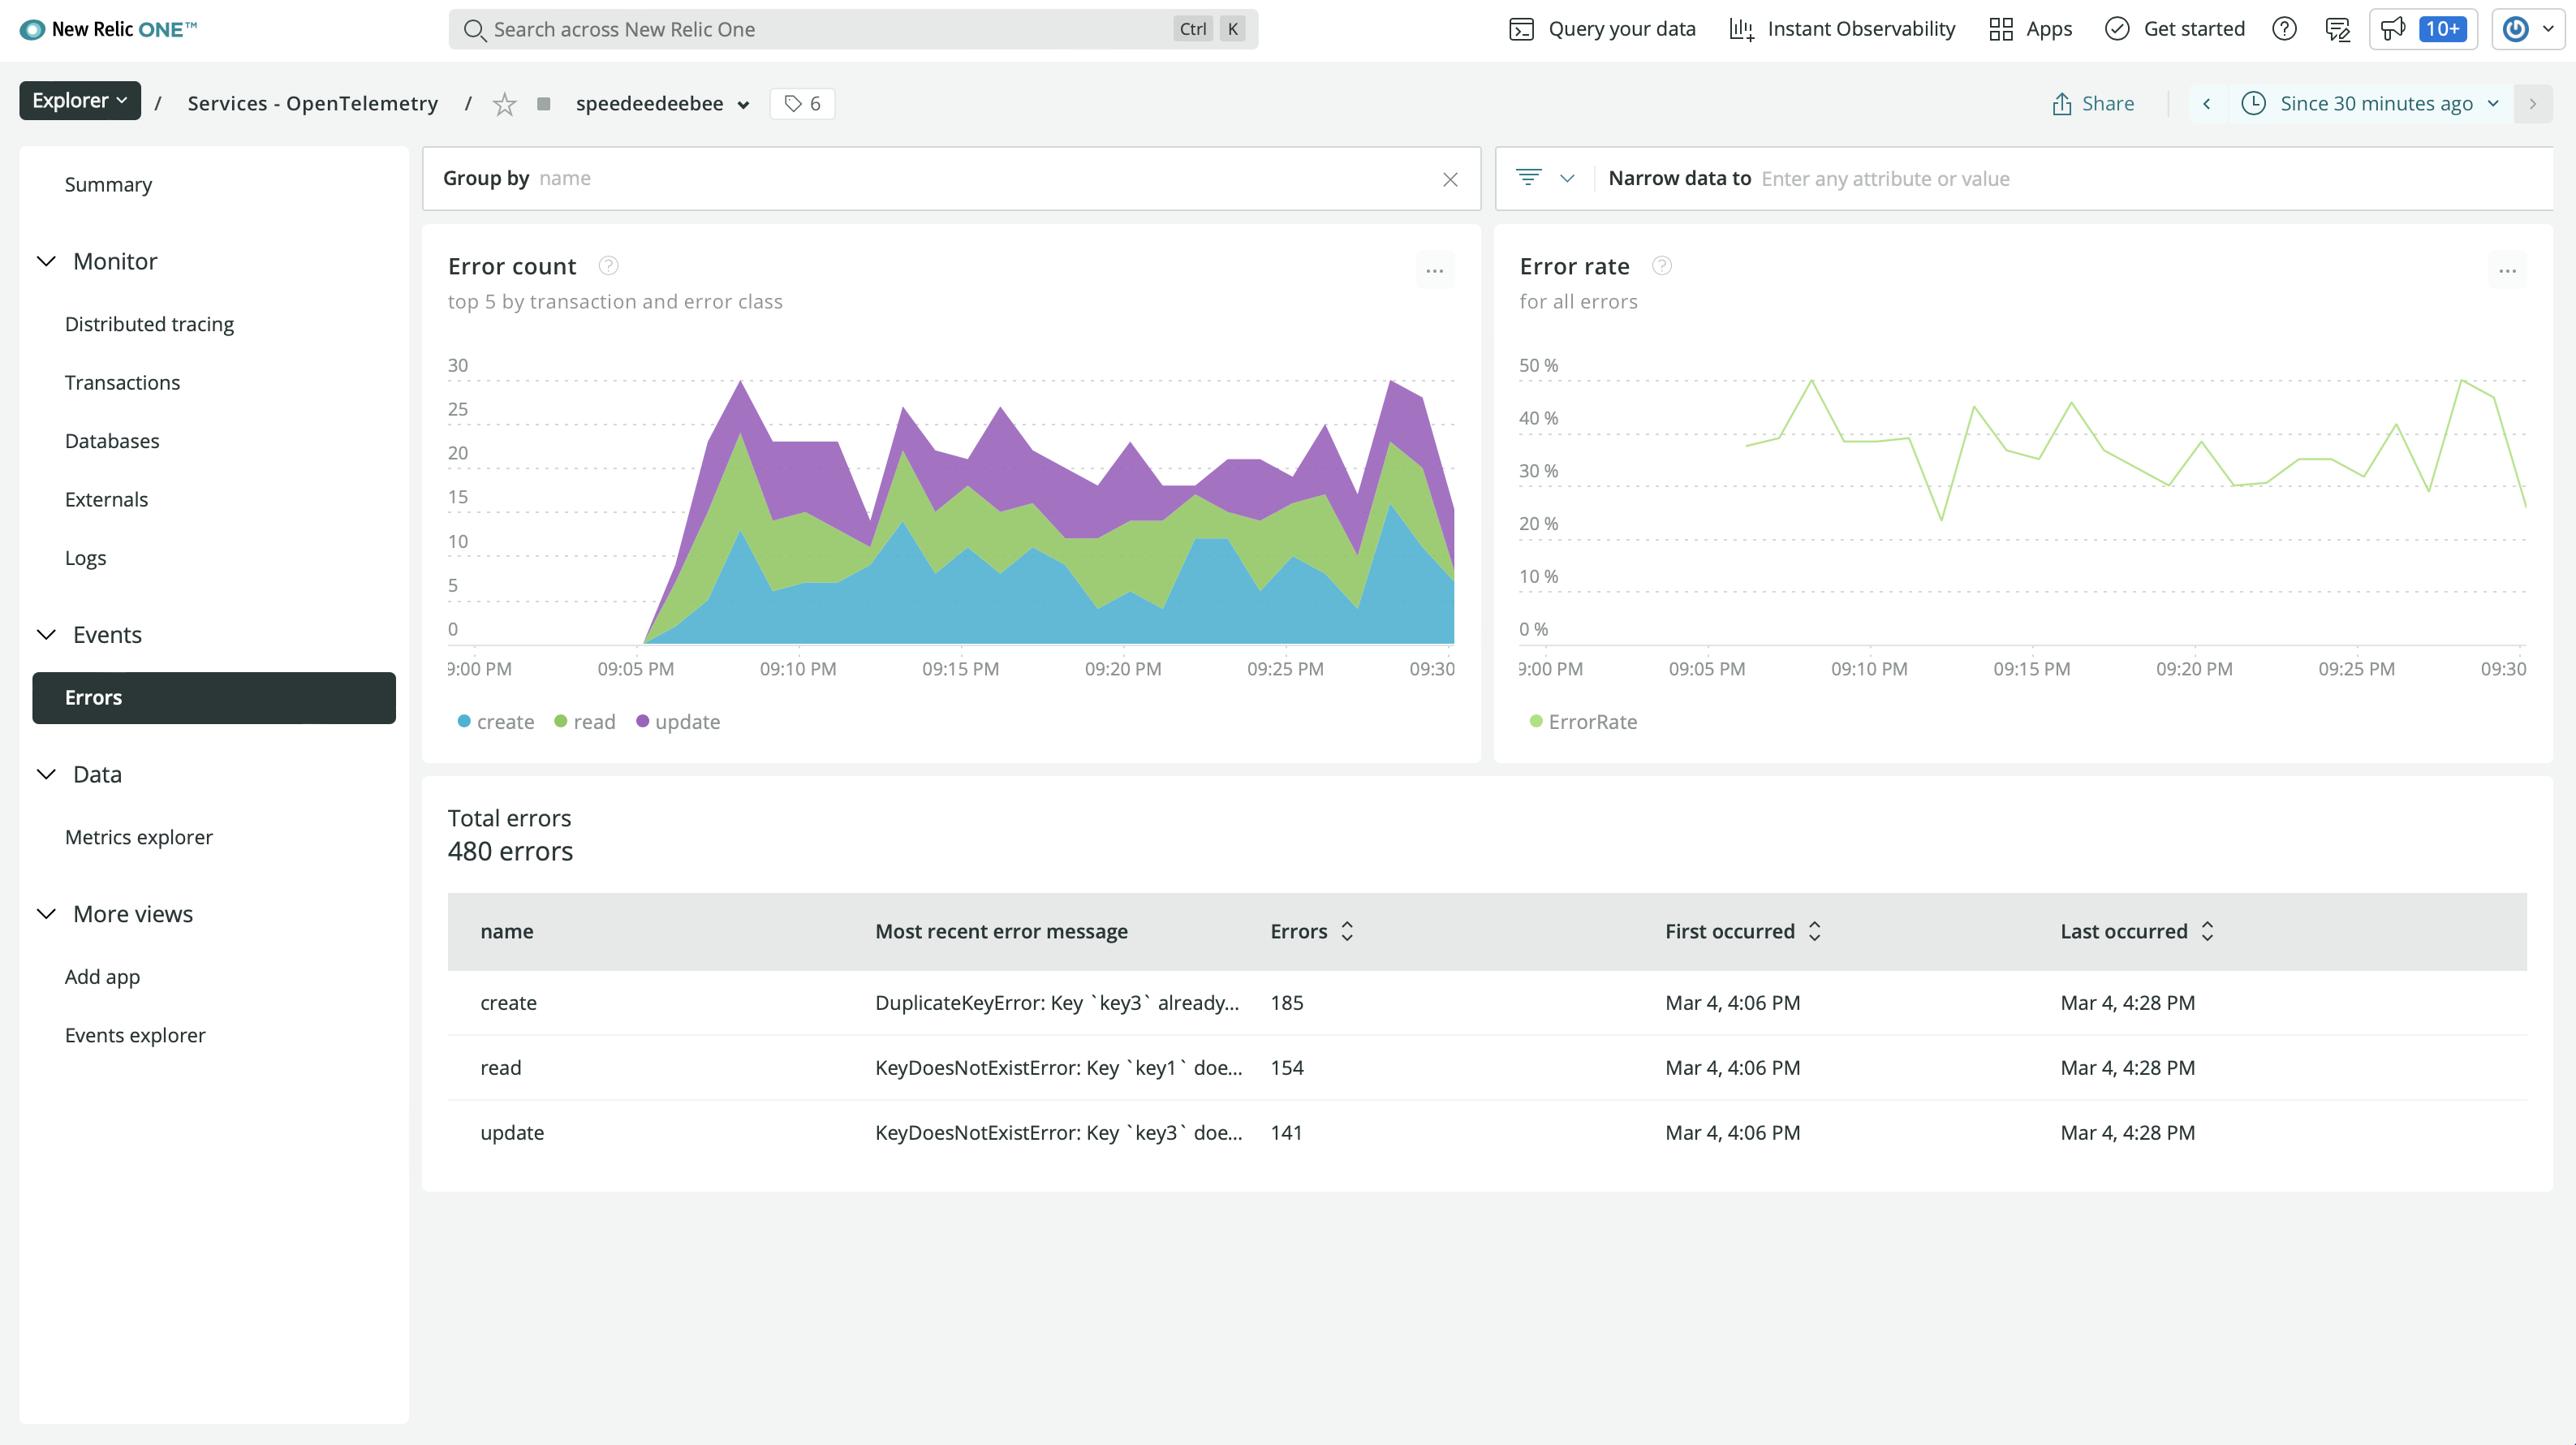 New Relic ONE™
Search across New Relic One Ctrl K
Query your data
Instant Observability
Apps
Get started
10+
Explorer / Services - OpenTelemetry / speedeedeebee 6
Share
Since 30 minutes ago
Summary
Monitor
Distributed tracing
Transactions
Databases
Externals
Logs
Events
Errors
Data
Metrics explorer
More views
Add app
Events explorer
Group by name
Narrow data to Enter any attribute or value
Error count
top 5 by transaction and error class
30
25
20
15
10
5
0
9:00 PM 09:05 PM 09:10 PM 09:15 PM 09:20 PM 09:25 PM 09:30
create read update
Error rate
for all errors
50 %
40 %
30 %
20 %
10 %
0 %
9:00 PM 09:05 PM 09:10 PM 09:15 PM 09:20 PM 09:25 PM 09:30
ErrorRate
Total errors
480 errors
name Most recent error message Errors First occurred Last occurred
create DuplicateKeyError: Key `key3` already... 185 Mar 4, 4:06 PM Mar 4, 4:28 PM
read KeyDoesNotExistError: Key `key1` doe... 154 Mar 4, 4:06 PM Mar 4, 4:28 PM
update KeyDoesNotExistError: Key `key3` doe... 141 Mar 4, 4:06 PM Mar 4, 4:28 PM